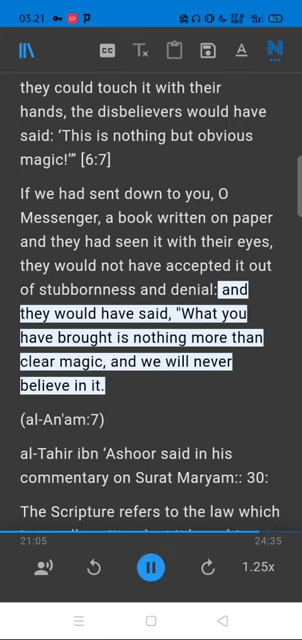 03.21
they could touch it with their
hands, the disbelievers would have
said: ‘This is nothing but obvious
magic!’” [6:7]
If we had sent down to you, O
Messenger, a book written on paper
and they had seen it with their eyes,
they would not have accepted it out
of stubbornness and denial: and
they would have said, "What you
have brought is nothing more than
clear magic, and we will never
believe in it.
(al-An'am:7)
al-Tahir ibn ‘Ashoor said in his
commentary on Surat Maryam:: 30:
The Scripture refers to the law which
21:05
24:35
1.25x